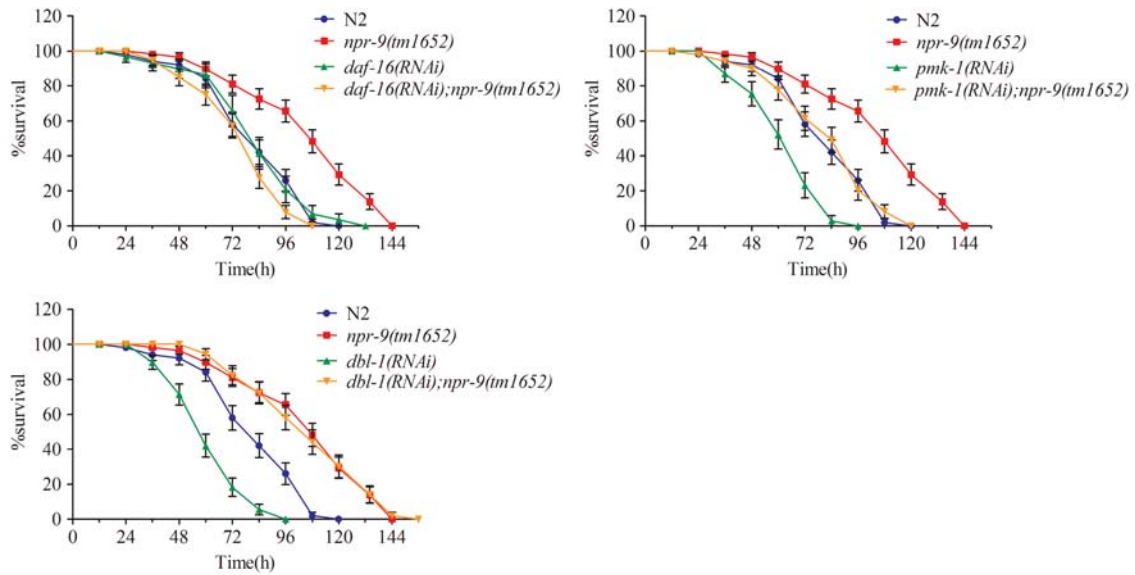 N2
npr-9(tm1652)
daf-16(RNAi)
daf-16(RNAi);npr-9(tm1652)
120
100
80
60
40
20
0
%survival
0 24 48 72 96 120 144
Time(h)
N2
npr-9(tm1652)
pmk-1(RNAi)
pmk-1(RNAi);npr-9(tm1652)
120
100
80
60
40
20
0
%survival
0 24 48 72 96 120 144
Time(h)
N2
npr-9(tm1652)
dbl-1(RNAi)
dbl-1(RNAi);npr-9(tm1652)
120
100
80
60
40
20
0
%survival
0 24 48 72 96 120 144
Time(h)